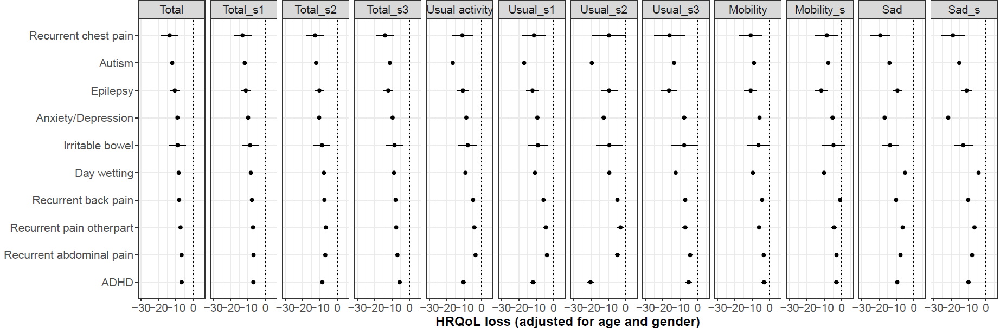 Total Total_s1 Total_s2 Total_s3 Usual activity Usual_s1 Usual_s2 Usual_s3 Mobility Mobility_s Sad Sad_s
Recurrent chest pain
Autism
Epilepsy
Anxiety/Depression
Irritable bowel
Day wetting
Recurrent back pain
Recurrent pain otherpart
Recurrent abdominal pain
ADHD
−30 −20 −10 0 −30 −20 −10 0 −30 −20 −10 0 −30 −20 −10 0 −30 −20 −10 0 −30 −20 −10 0 −30 −20 −10 0 −30 −20 −10 0 −30 −20 −10 0 −30 −20 −10 0 −30 −20 −10 0 −30 −20 −10 0
HRQoL loss (adjusted for age and gender)